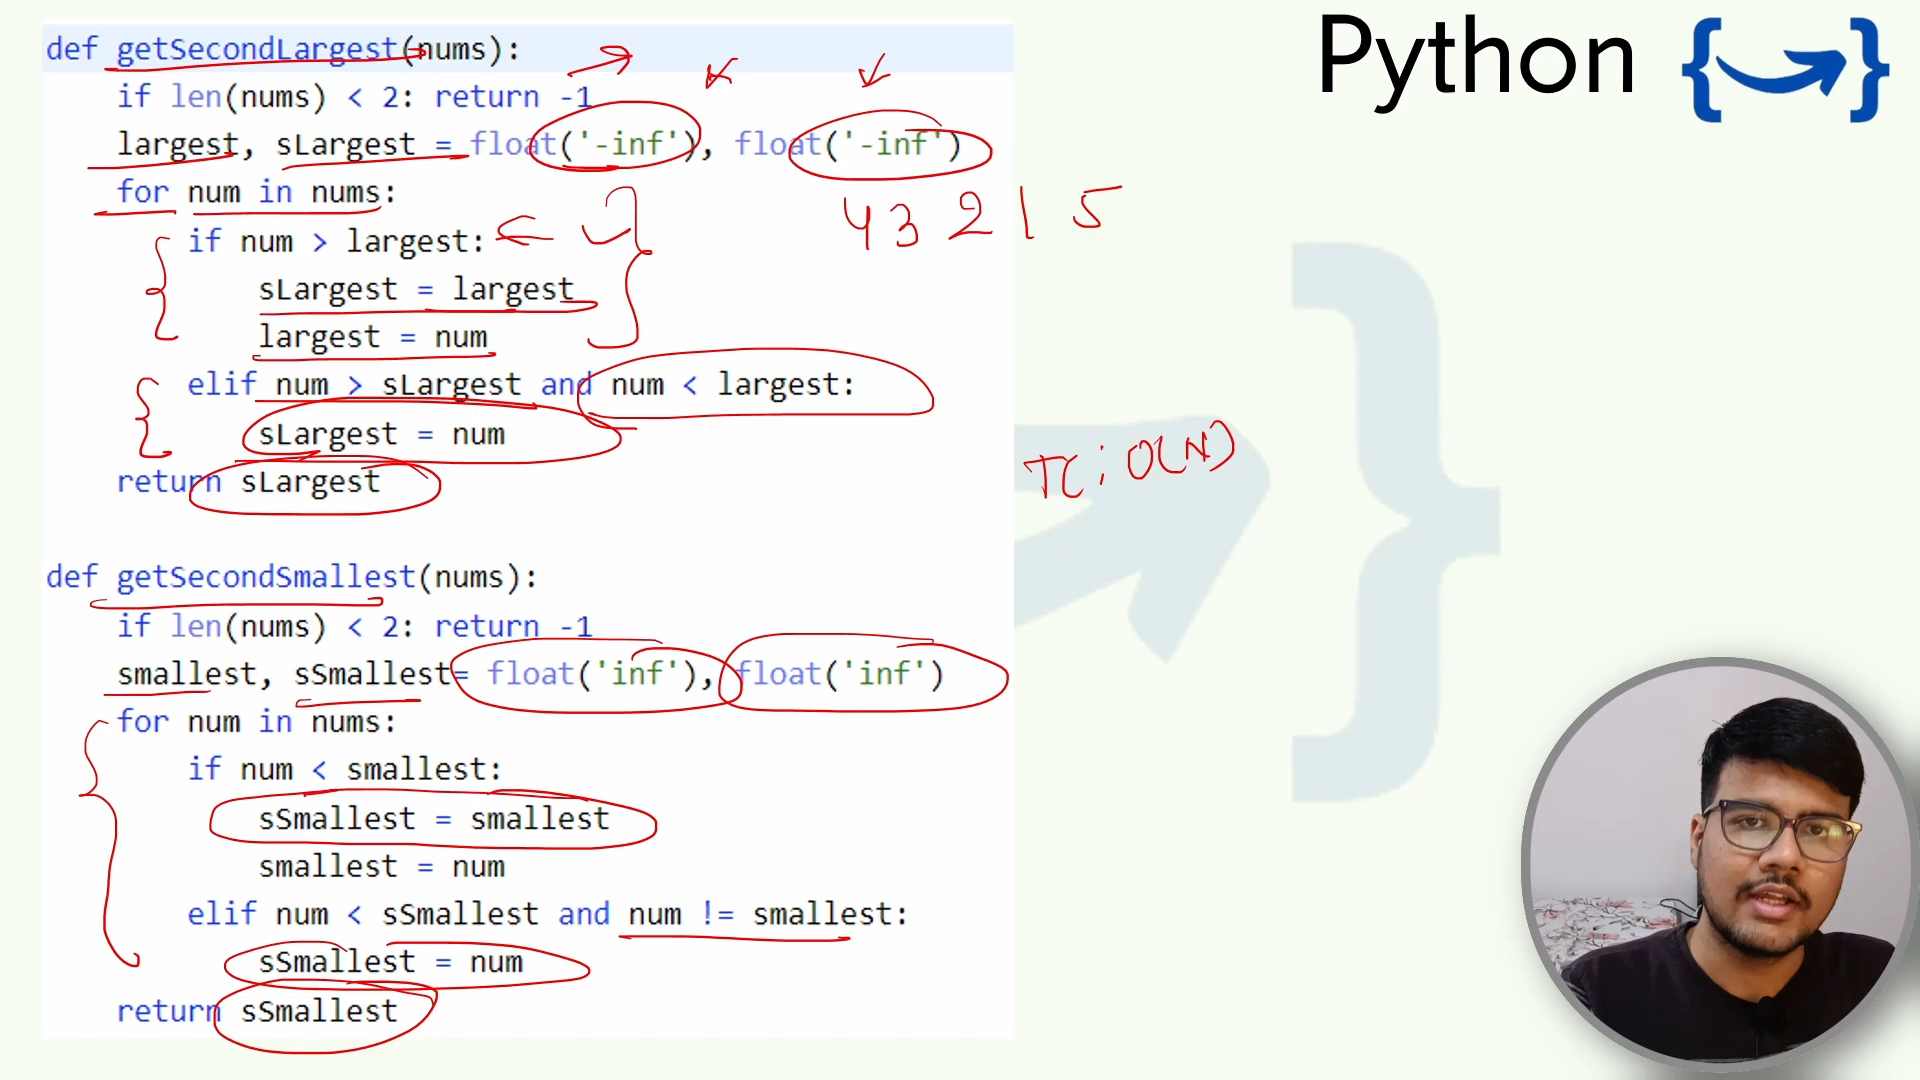 Python
def getSecondLargest(nums):
    if len(nums) < 2: return -1
    largest, sLargest = float('-inf'), float('-inf')
    for num in nums:
4 3 2 1 5
        if num > largest:
            sLargest = largest
            largest = num
        elif num > sLargest and num < largest:
            sLargest = num
TC : O(N)
    return sLargest
def getSecondSmallest(nums):
    if len(nums) < 2: return -1
    smallest, sSmallest= float('inf'), float('inf')
    for num in nums:
        if num < smallest:
            sSmallest = smallest
            smallest = num
        elif num < sSmallest and num != smallest:
            sSmallest = num
    return sSmallest